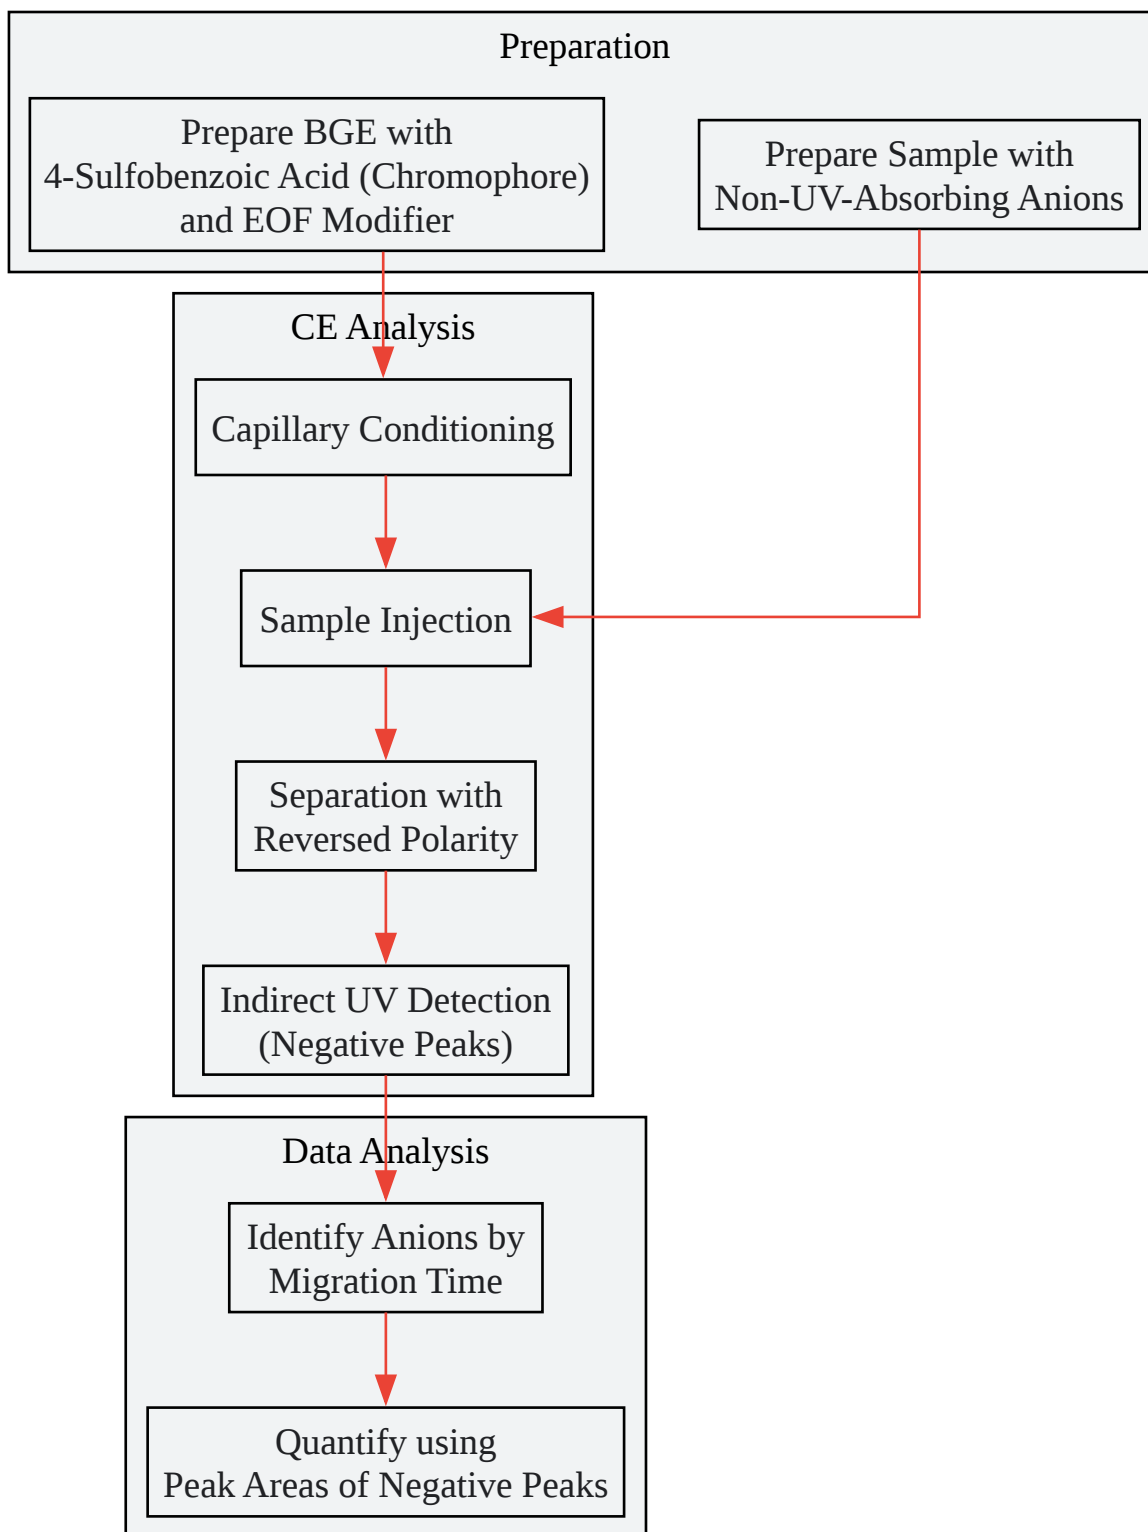 Preparation
Prepare BGE with
4-Sulfobenzoic Acid (Chromophore)
and EOF Modifier
Prepare Sample with
Non-UV-Absorbing Anions
CE Analysis
Capillary Conditioning
Sample Injection
Separation with
Reversed Polarity
Indirect UV Detection
(Negative Peaks)
Data Analysis
Identify Anions by
Migration Time
Quantify using
Peak Areas of Negative Peaks